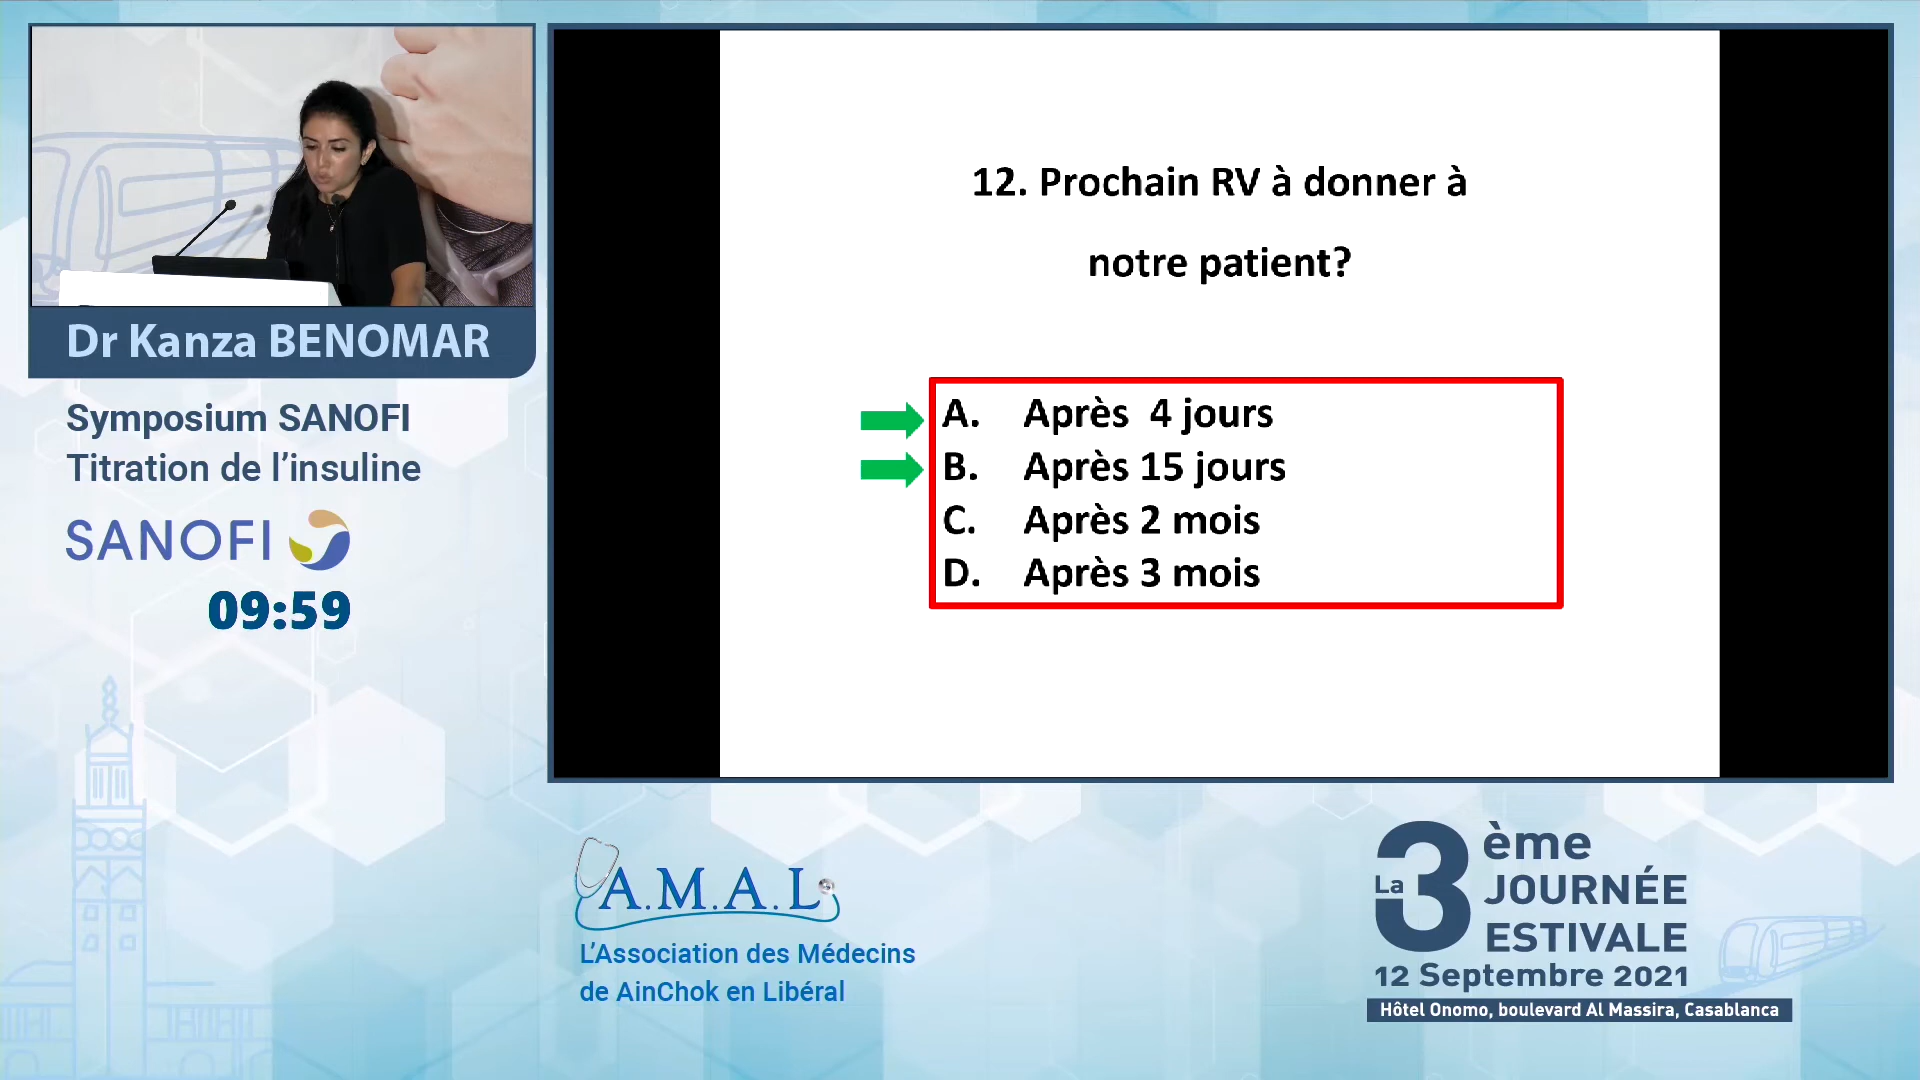 Dr Kanza BENOMAR
Symposium SANOFI
Titration de l'insuline
SANOFI
09:59
12. Prochain RV à donner à
notre patient?
A. Après 4 jours
B. Après 15 jours
C. Après 2 mois
D. Après 3 mois
A.M.A.L
L'Association des Médecins
de AinChok en Libéral
La 3ème
JOURNÉE
ESTIVALE
12 Septembre 2021
Hôtel Onomo, boulevard Al Massira, Casablanca